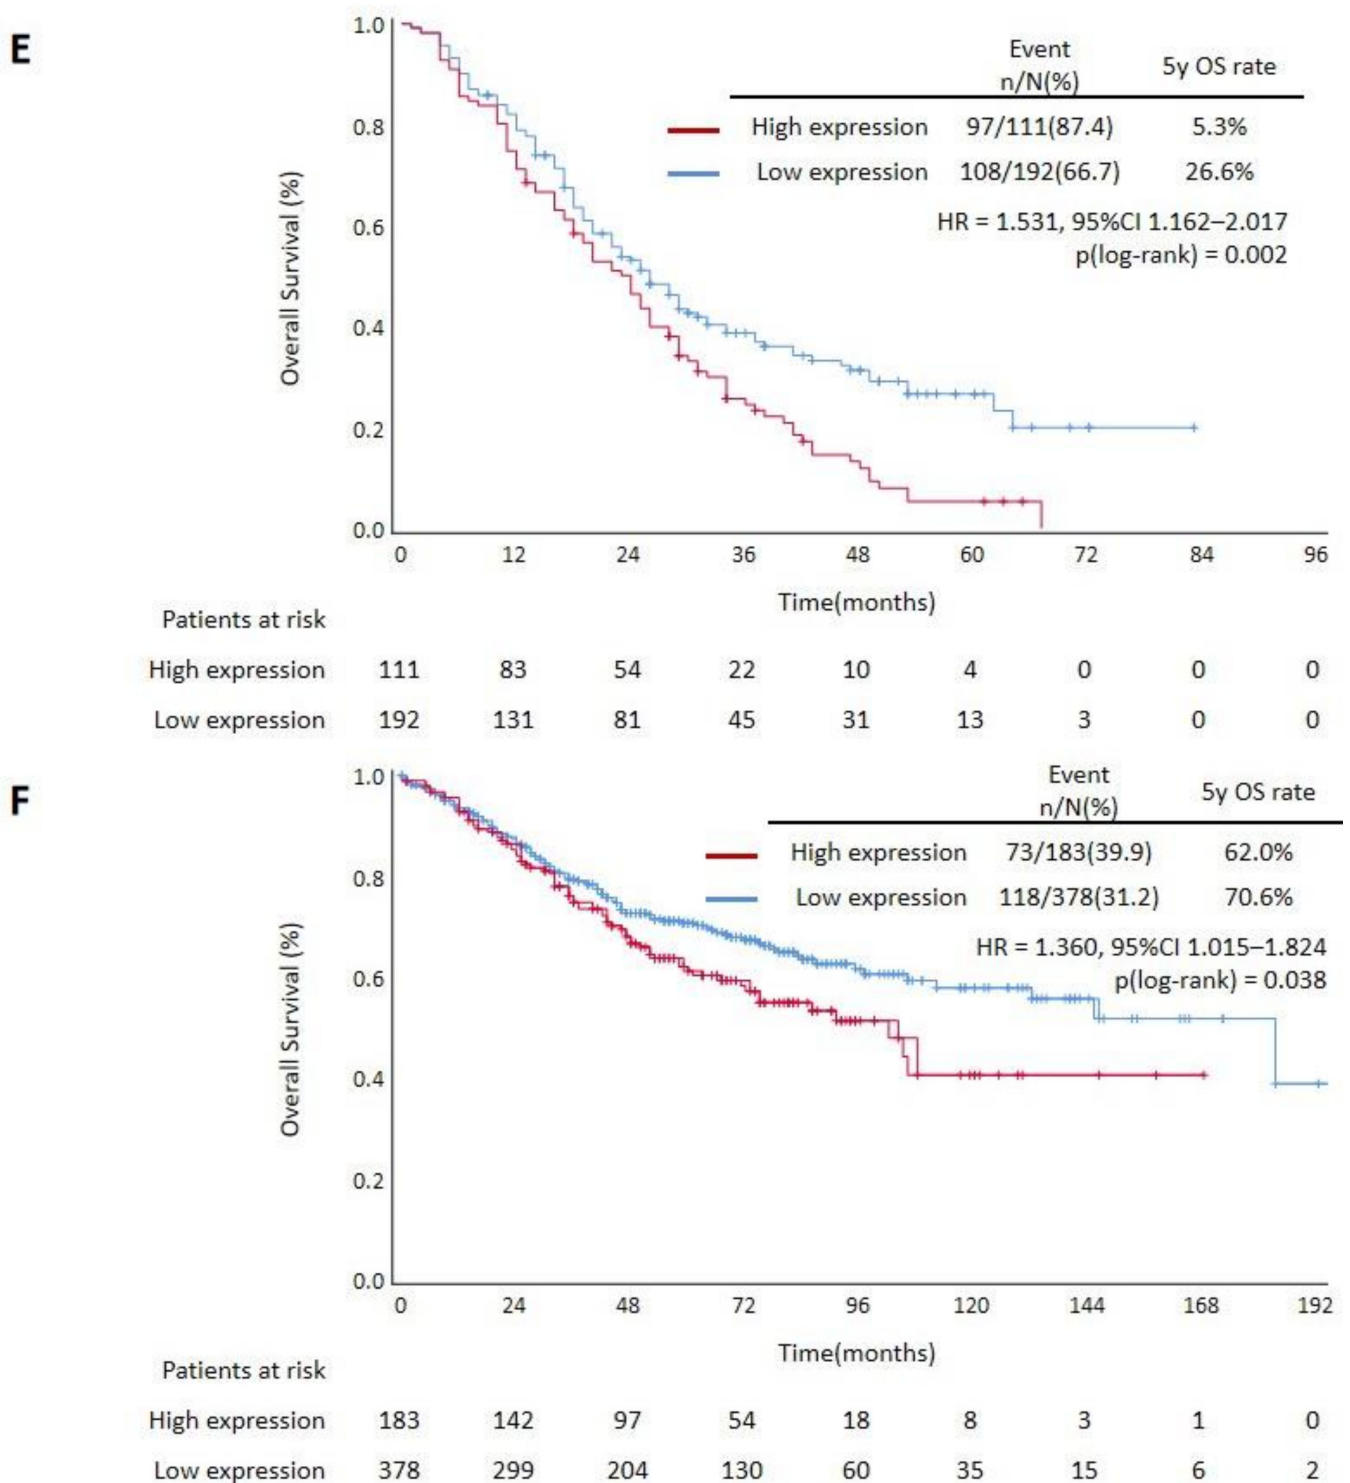 E
Event
n/N(%)
5y OS rate
High expression 97/111(87.4) 5.3%
Low expression 108/192(66.7) 26.6%
HR = 1.531, 95%CI 1.162–2.017
p(log-rank) = 0.002
Overall Survival (%)
1.0
0.8
0.6
0.4
0.2
0.0
0 12 24 36 48 60 72 84 96
Time(months)
Patients at risk
High expression 111 83 54 22 10 4 0 0 0
Low expression 192 131 81 45 31 13 3 0 0
F
Event
n/N(%)
5y OS rate
High expression 73/183(39.9) 62.0%
Low expression 118/378(31.2) 70.6%
HR = 1.360, 95%CI 1.015–1.824
p(log-rank) = 0.038
Overall Survival (%)
1.0
0.8
0.6
0.4
0.2
0.0
0 24 48 72 96 120 144 168 192
Time(months)
Patients at risk
High expression 183 142 97 54 18 8 3 1 0
Low expression 378 299 204 130 60 35 15 6 2